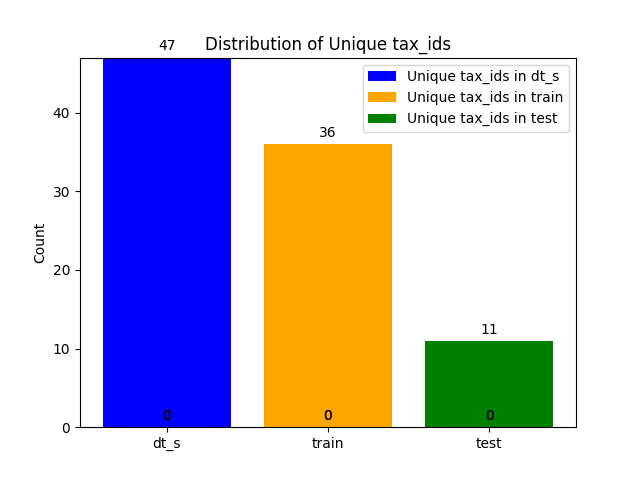 47
Distribution of Unique tax_ids
Unique tax_ids in dt_s
Unique tax_ids in train
Unique tax_ids in test
36
11
Count
40
30
20
10
0
0
0
0
dt_s
train
test